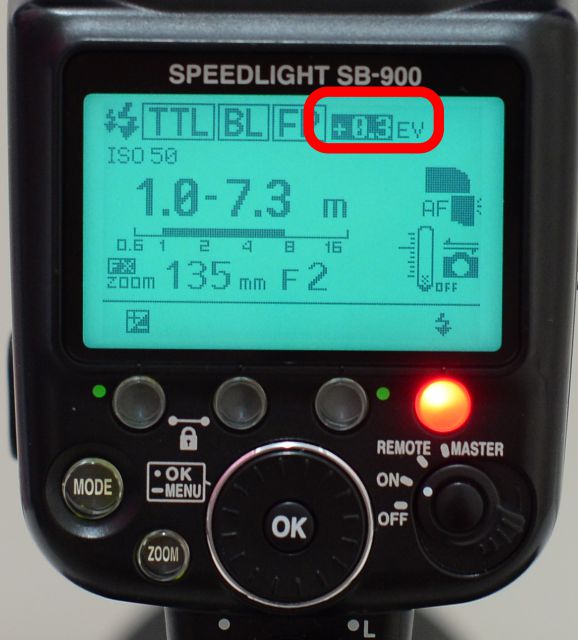 SPEEDLIGHT SB-900
TTL BL FP +0.3 EV
ISO 50
1.0-7.3 m
AF
0.6 1 2 4 8 16
FX
zoom 135 mm F 2
OFF
REMOTE MASTER
MODE
• OK
– MENU
ON
OFF
OK
ZOOM
L